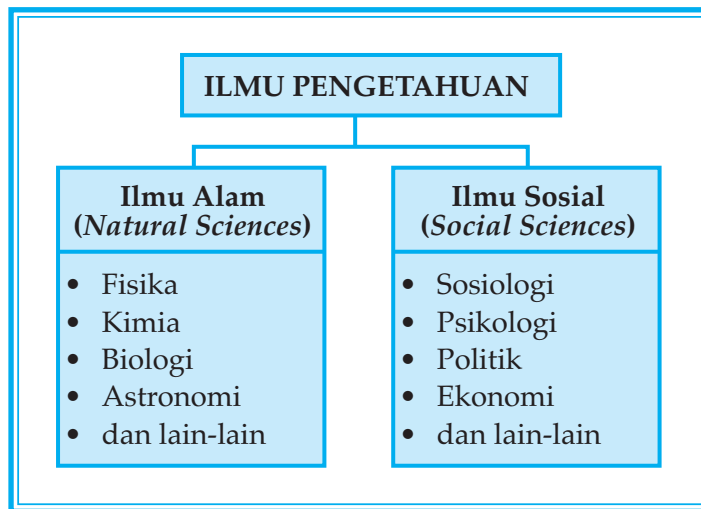 ILMU PENGETAHUAN
Ilmu Alam
(Natural Sciences)
• Fisika
• Kimia
• Biologi
• Astronomi
• dan lain-lain
Ilmu Sosial
(Social Sciences)
• Sosiologi
• Psikologi
• Politik
• Ekonomi
• dan lain-lain